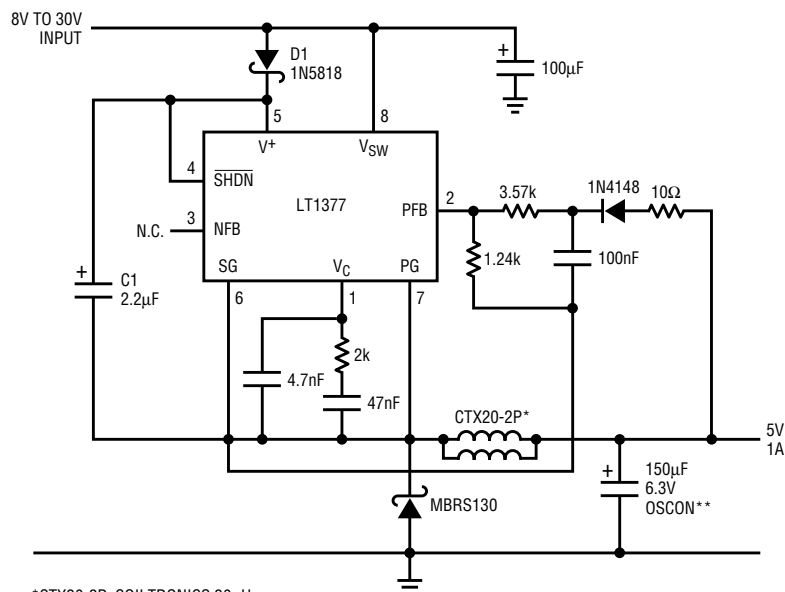 8V TO 30V
INPUT
D1
1N5818
+
100µF
5
8
V+
VSW
4
SHDN
LT1377
PFB
2
3.57k
1N4148
10Ω
N.C.
3
NFB
1.24k
100nF
+
C1
2.2µF
SG
VC
PG
6
1
7
2k
4.7nF
47nF
CTX20-2P*
5V
1A
+
150µF
6.3V
OSCON**
MBRS130